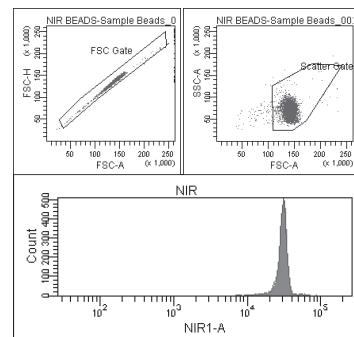 NIR BEADS-Sample Beads_0
FSC Gate
FSC-H
(x 1,000)
50 100 150 200 250
50 100 150 200 250
FSC-A
(x 1,000)
NIR BEADS-Sample Beads_00
Scatter Gate
SSC-A
(x 1,000)
50 100 150 200 250
50 100 150 200 250
FSC-A
(x 1,000)
NIR
Count
0 100 200 300 400 500
10² 10³ 10⁴ 10⁵
NIR1-A